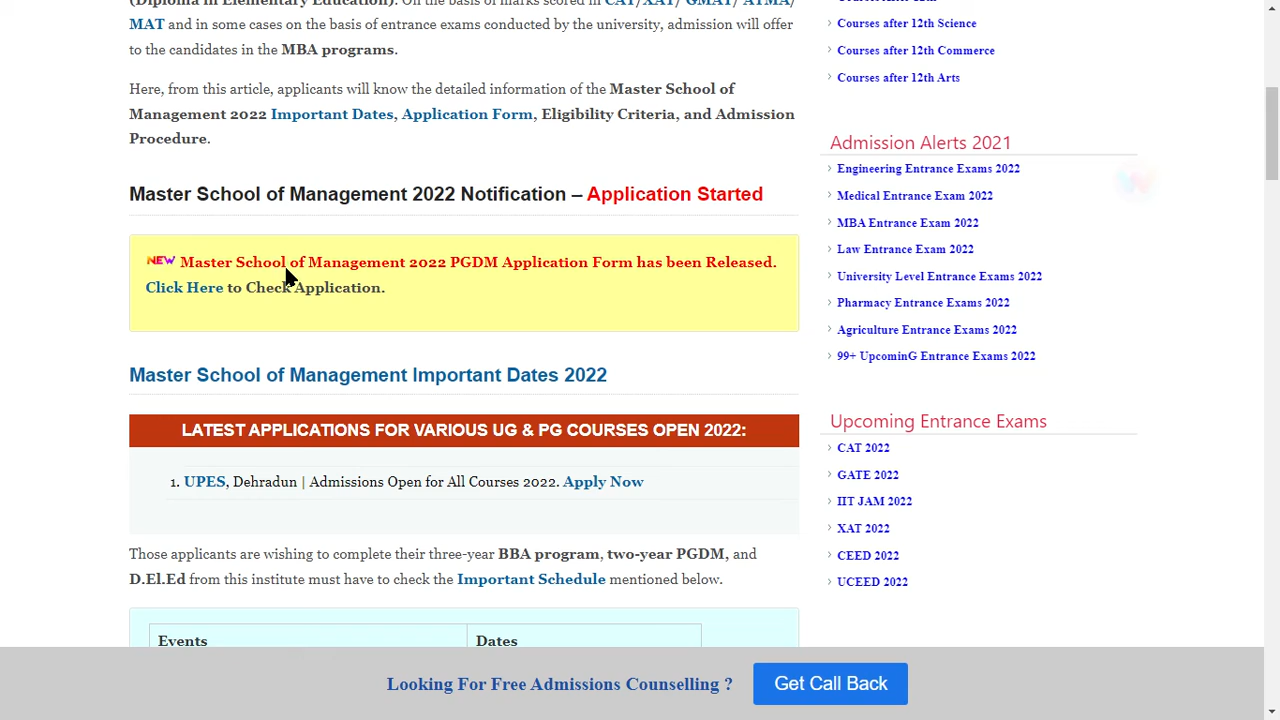 (Diploma in Elementary Education). On the basis of marks scored in CAT/XAT/ GMAT/ ATMA/
MAT and in some cases on the basis of entrance exams conducted by the university, admission will offer
to the candidates in the MBA programs.
Here, from this article, applicants will know the detailed information of the Master School of
Management 2022 Important Dates, Application Form, Eligibility Criteria, and Admission
Procedure.
Master School of Management 2022 Notification – Application Started
NEW Master School of Management 2022 PGDM Application Form has been Released.
Click Here to Check Application.
Master School of Management Important Dates 2022
LATEST APPLICATIONS FOR VARIOUS UG & PG COURSES OPEN 2022:
1. UPES, Dehradun | Admissions Open for All Courses 2022. Apply Now
Those applicants are wishing to complete their three-year BBA program, two-year PGDM, and
D.El.Ed from this institute must have to check the Important Schedule mentioned below.
Events Dates
Courses after 12th Science
Courses after 12th Commerce
Courses after 12th Arts
Admission Alerts 2021
Engineering Entrance Exams 2022
Medical Entrance Exam 2022
MBA Entrance Exam 2022
Law Entrance Exam 2022
University Level Entrance Exams 2022
Pharmacy Entrance Exams 2022
Agriculture Entrance Exams 2022
99+ UpcominG Entrance Exams 2022
Upcoming Entrance Exams
CAT 2022
GATE 2022
IIT JAM 2022
XAT 2022
CEED 2022
UCEED 2022
Looking For Free Admissions Counselling ? Get Call Back